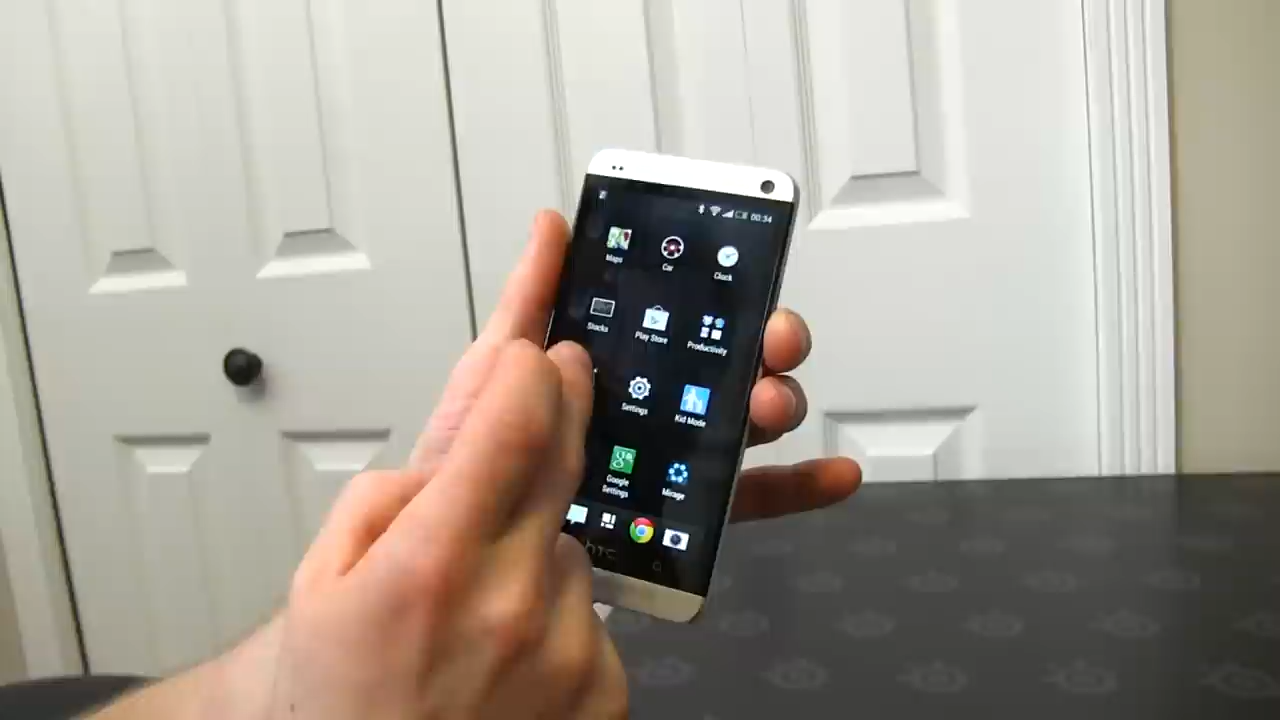 00:34
Maps
Car
Clock
Stocks
Play Store
Productivity
Settings
Kid Mode
Google
Settings
Mirage
hTC